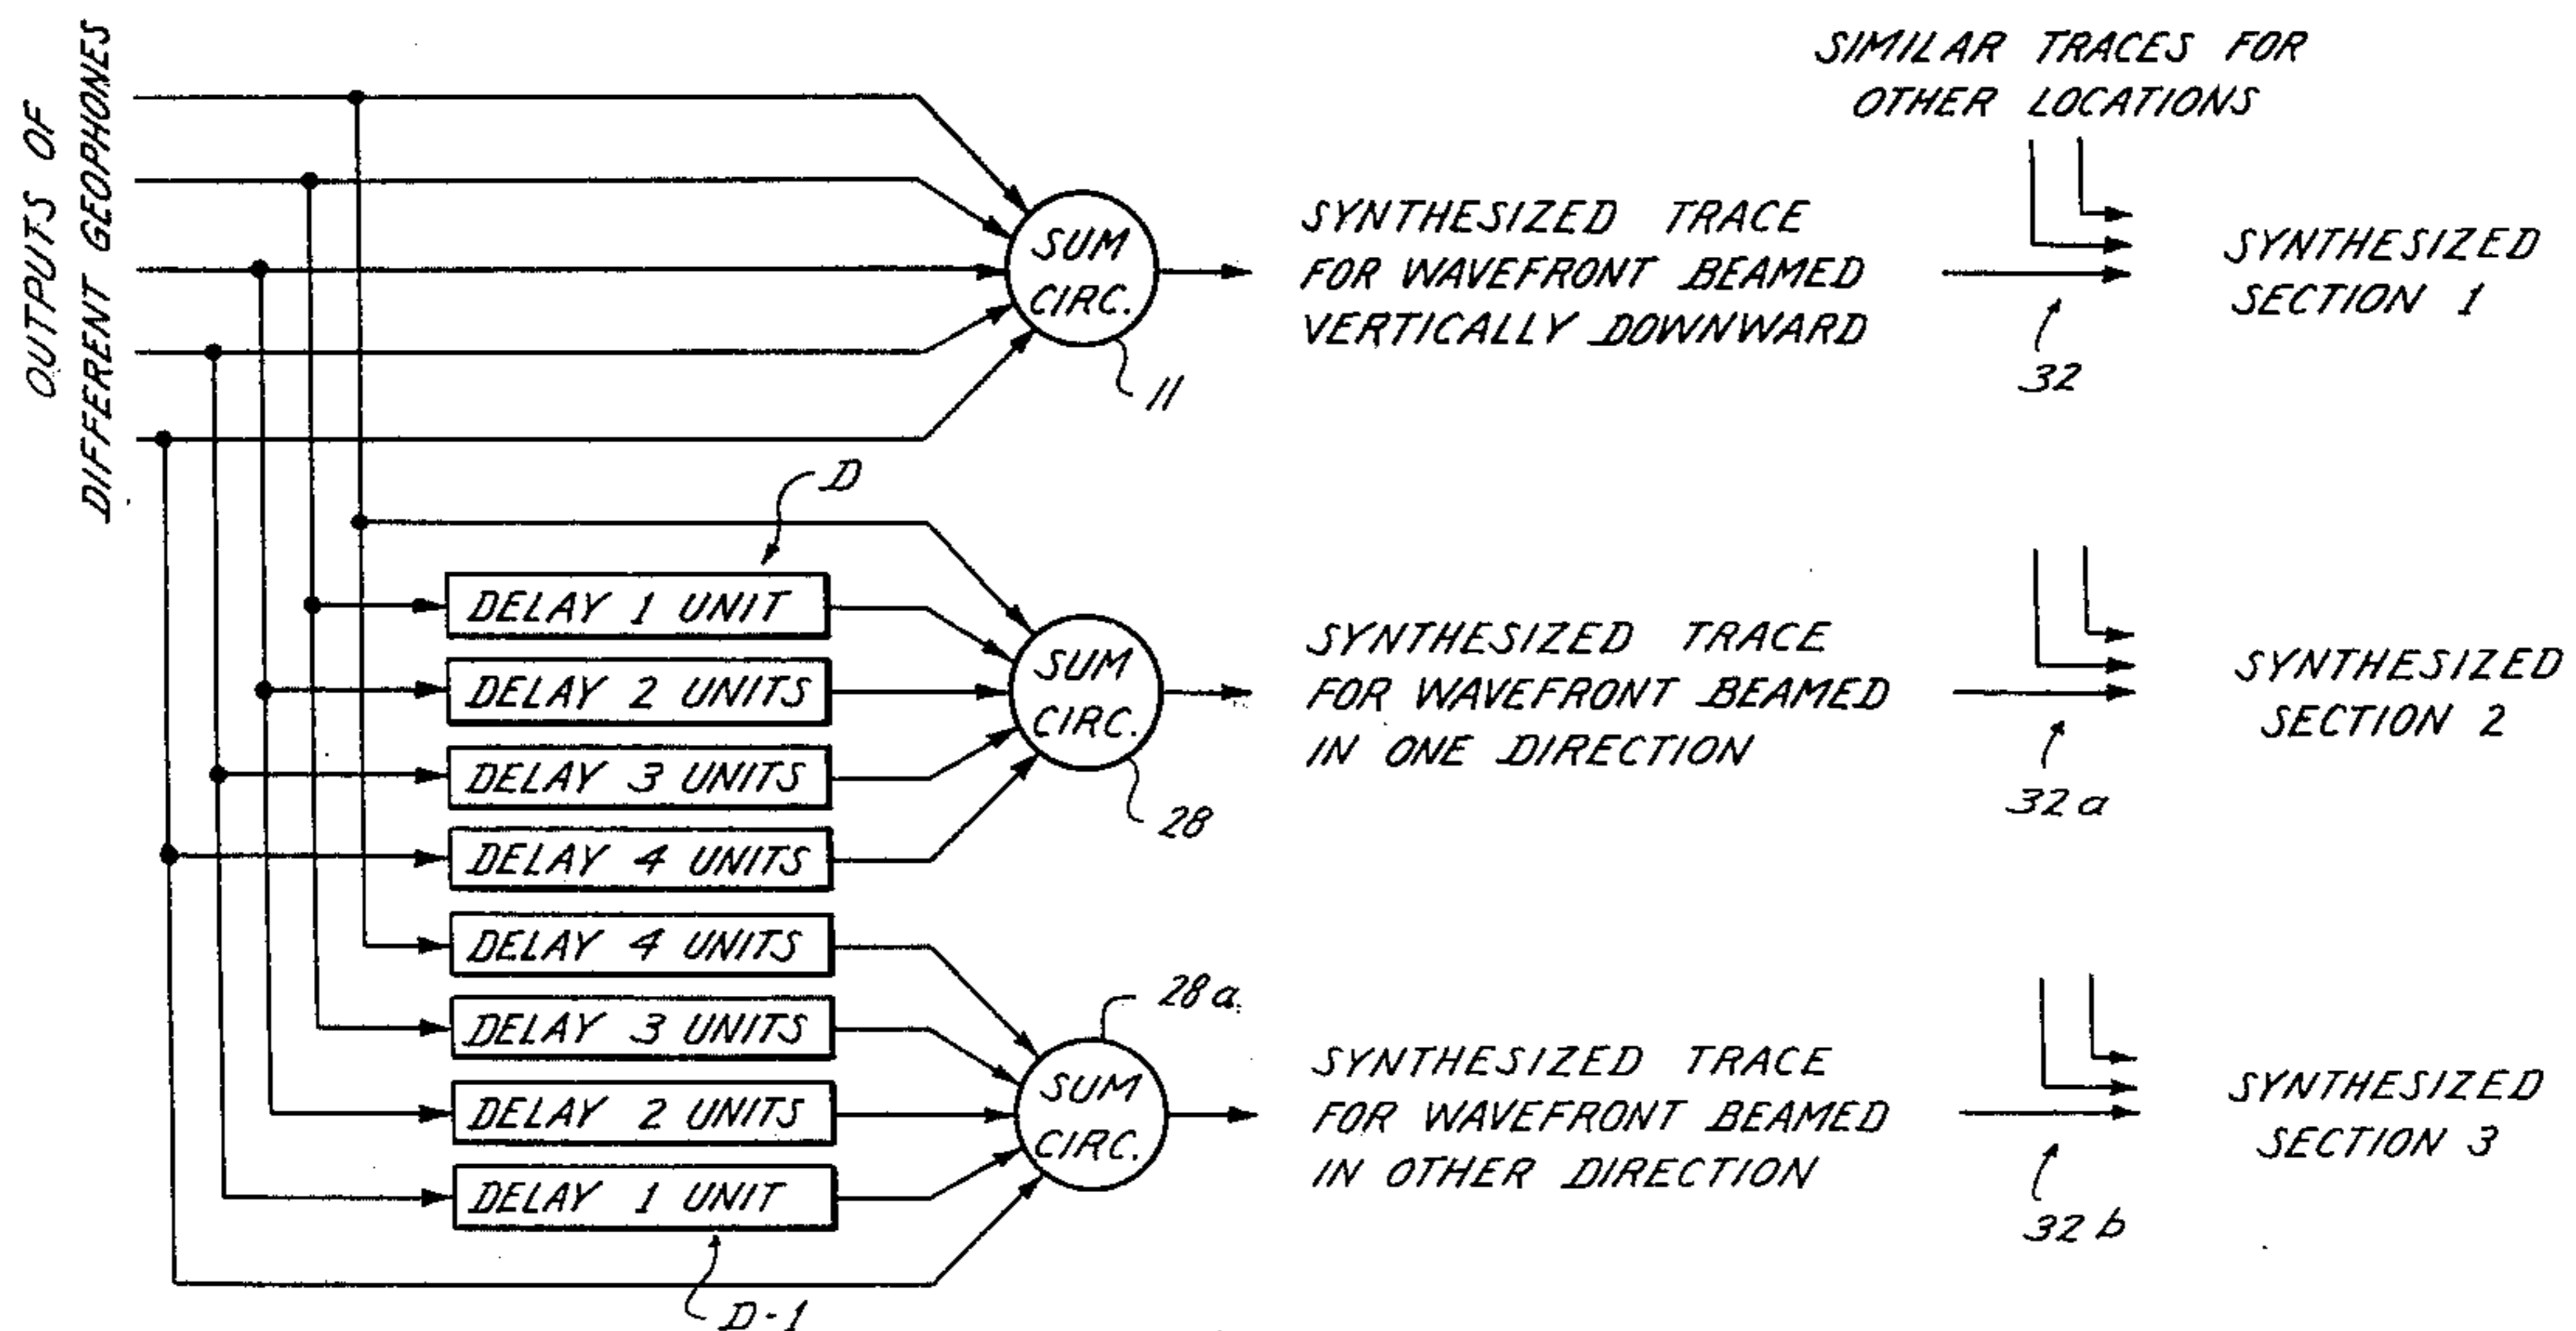 OUTPUTS OF
DIFFERENT GEOPHONES
SIMILAR TRACES FOR
OTHER LOCATIONS
SUM
CIRC.
11
SYNTHESIZED TRACE
FOR WAVEFRONT BEAMED
VERTICALLY DOWNWARD
32
SYNTHESIZED
SECTION 1
D
DELAY 1 UNIT
DELAY 2 UNITS
DELAY 3 UNITS
DELAY 4 UNITS
SUM
CIRC.
28
SYNTHESIZED TRACE
FOR WAVEFRONT BEAMED
IN ONE DIRECTION
32a
SYNTHESIZED
SECTION 2
DELAY 4 UNITS
DELAY 3 UNITS
DELAY 2 UNITS
DELAY 1 UNIT
D-1
SUM
CIRC.
28a
SYNTHESIZED TRACE
FOR WAVEFRONT BEAMED
IN OTHER DIRECTION
32b
SYNTHESIZED
SECTION 3